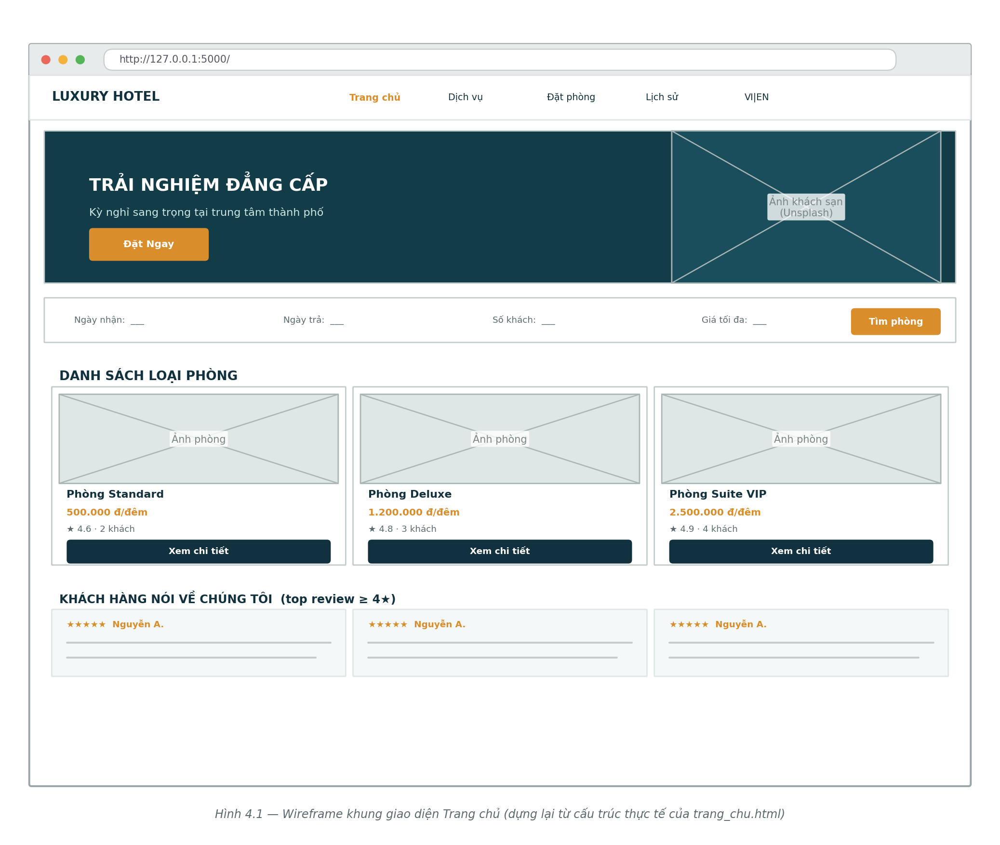 http://127.0.0.1:5000/
LUXURY HOTEL
Trang chủ
Dịch vụ
Đặt phòng
Lịch sử
VI|EN
TRẢI NGHIỆM ĐẲNG CẤP
Kỳ nghỉ sang trọng tại trung tâm thành phố
Đặt Ngay
Ảnh khách sạn
(Unsplash)
Ngày nhận: ___
Ngày trả: ___
Số khách: ___
Giá tối đa: ___
Tìm phòng
DANH SÁCH LOẠI PHÒNG
Ảnh phòng
Phòng Standard
500.000 đ/đêm
★ 4.6 · 2 khách
Xem chi tiết
Ảnh phòng
Phòng Deluxe
1.200.000 đ/đêm
★ 4.8 · 3 khách
Xem chi tiết
Ảnh phòng
Phòng Suite VIP
2.500.000 đ/đêm
★ 4.9 · 4 khách
Xem chi tiết
KHÁCH HÀNG NÓI VỀ CHÚNG TÔI (top review ≥ 4★)
★★★★★ Nguyễn A.
★★★★★ Nguyễn A.
★★★★★ Nguyễn A.
Hình 4.1 — Wireframe khung giao diện Trang chủ (dựng lại từ cấu trúc thực tế của trang_chu.html)